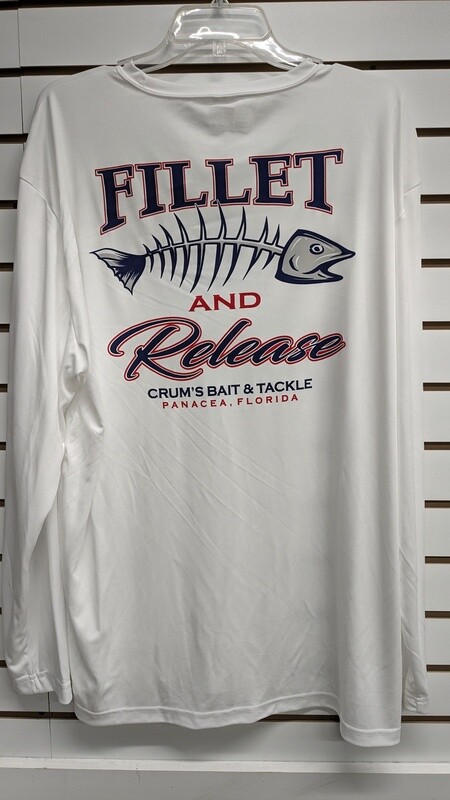 FILLET
AND
Release
CRUM'S BAIT & TACKLE
PANACEA, FLORIDA